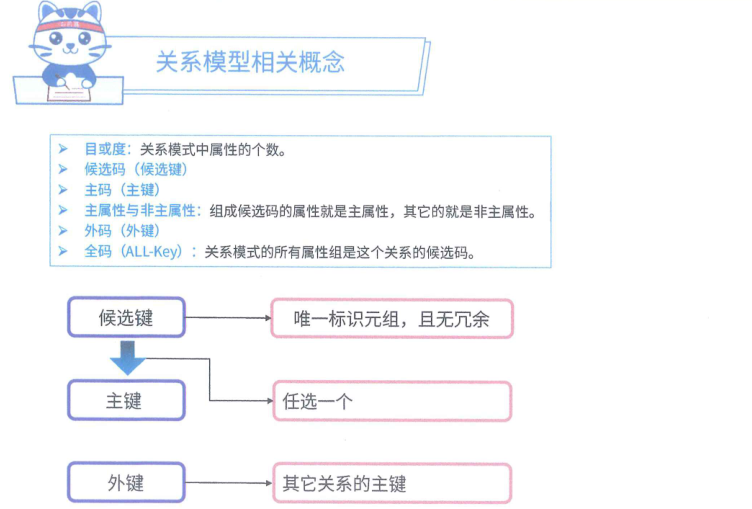 关系模型相关概念
➢ 目或度：关系模式中属性的个数。
➢ 候选码（候选键）
➢ 主码（主键）
➢ 主属性与非主属性：组成候选码的属性就是主属性，其它的就是非主属性。
➢ 外码（外键）
➢ 全码（ALL-Key）：关系模式的所有属性组是这个关系的候选码。
候选键
唯一标识元组，且无冗余
主键
任选一个
外键
其它关系的主键